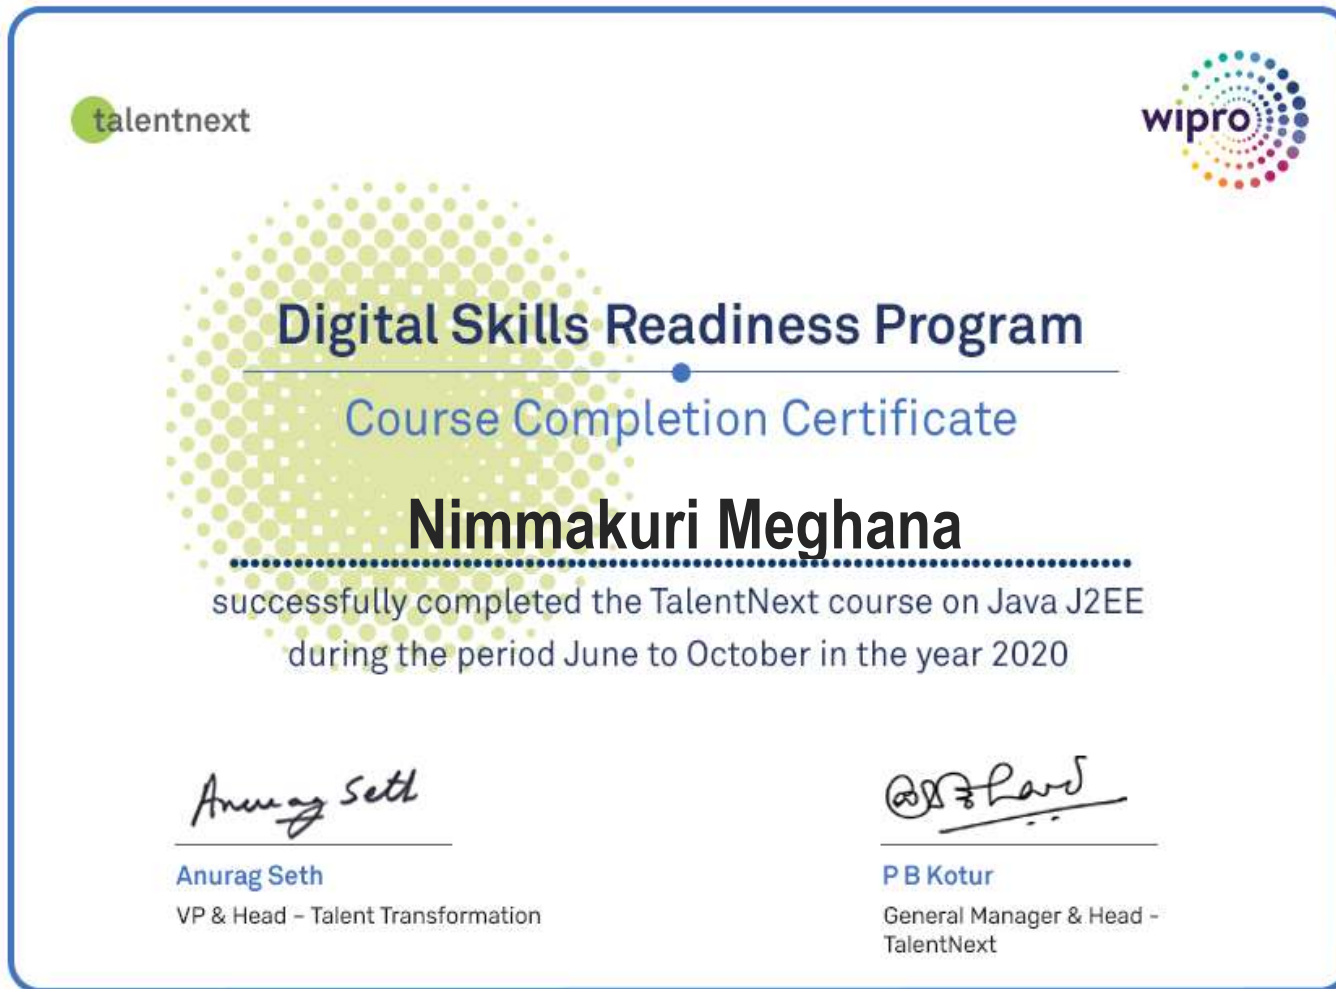 talentnext
wipro
Digital Skills Readiness Program
Course Completion Certificate
Nimmakuri Meghana
successfully completed the TalentNext course on Java J2EE
during the period June to October in the year 2020
Anurag Seth
Anurag Seth
VP & Head – Talent Transformation
P B Kotur
General Manager & Head -
TalentNext